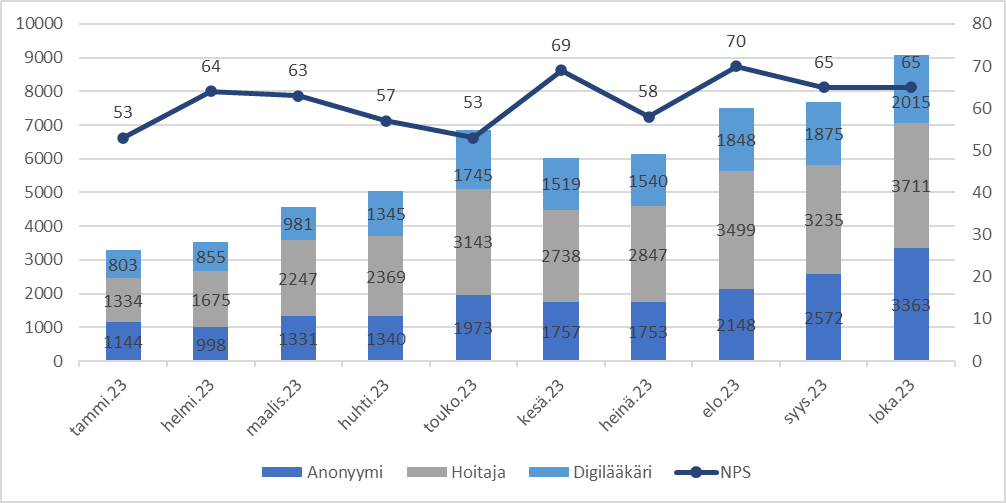 10000 80
9000 70
8000 60
7000 50
6000 40
5000 30
4000 20
3000 10
2000 0
1000
0
53 64 63 57 53 69 58 70 65 65
803 855 981 1345 1745 1519 1540 1848 1875 2015
1334 1675 2247 2369 3143 2738 2847 3499 3235 3711
1144 998 1331 1340 1973 1757 1753 2148 2572 3363
tammi.23 helmi.23 maalis.23 huhti.23 touko.23 kesä.23 heinä.23 elo.23 syys.23 loka.23
Anonyymi Hoitaja Digilääkäri NPS